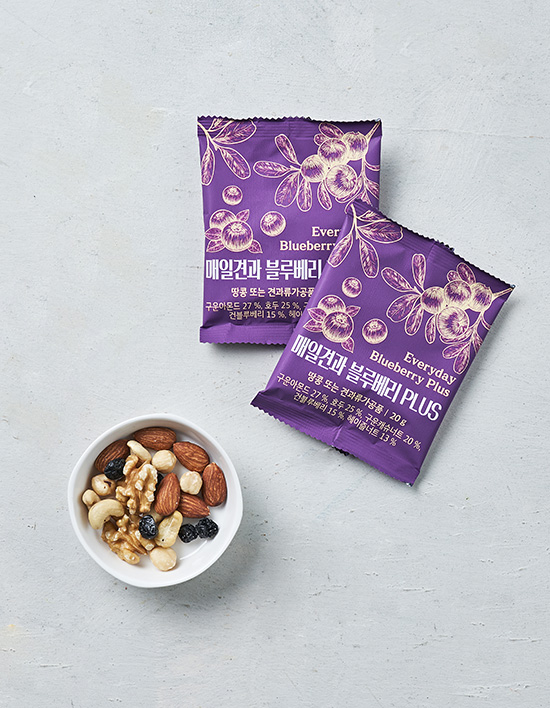 Everyday
Blueberry Plus
매일견과 블루베리 PLUS
땅콩 또는 견과류가공품 | 20 g
구운아몬드 27 %, 호두 25 %, 구운캐슈너트 20 %,
건블루베리 15 %, 헤이즐너트 13 %
Blueberry
매일견과 블루베리
땅콩 또는 견과류가공품
구운아몬드 27 %, 호두 25 %,
건블루베리 15 %,